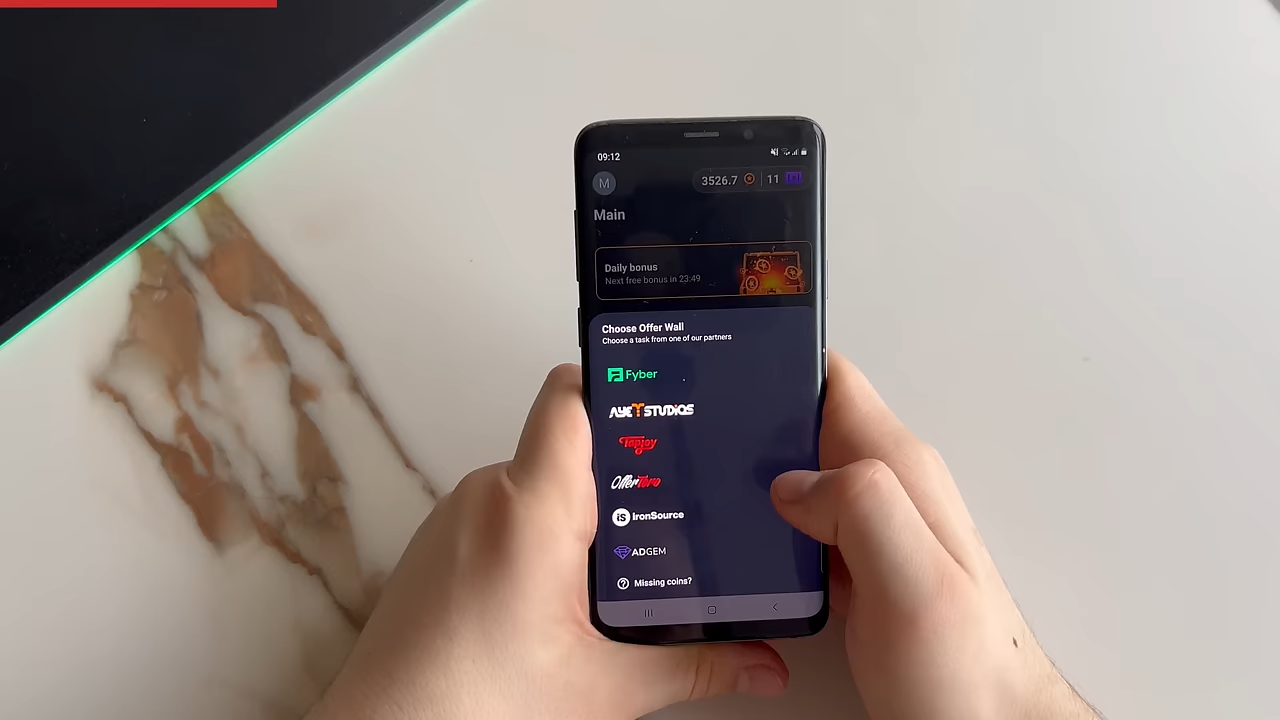 09:12
M
3526.7
11
Main
Daily bonus
Next free bonus in 23:49
Choose Offer Wall
Choose a task from one of our partners
Fyber
AYET STUDIOS
Tapjoy
OfferToro
iS IronSource
ADGEM
? Missing coins?